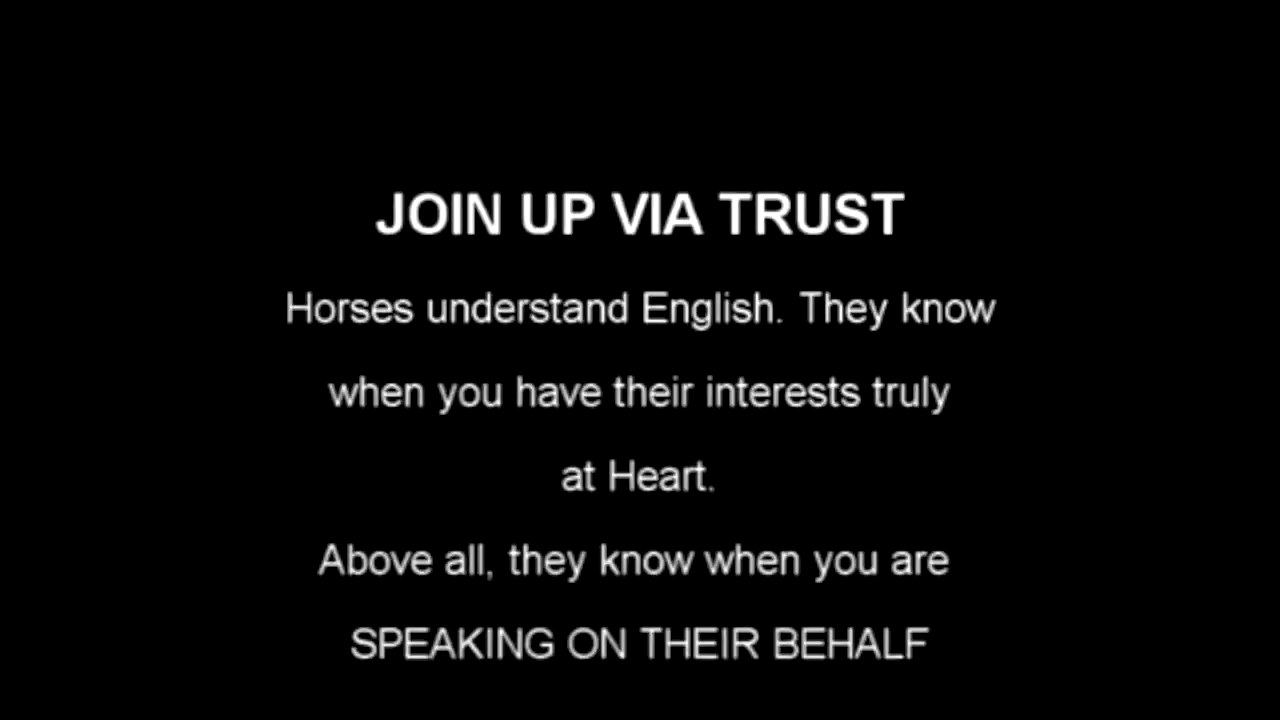 JOIN UP VIA TRUST
Horses understand English. They know
when you have their interests truly
at Heart.
Above all, they know when you are
SPEAKING ON THEIR BEHALF